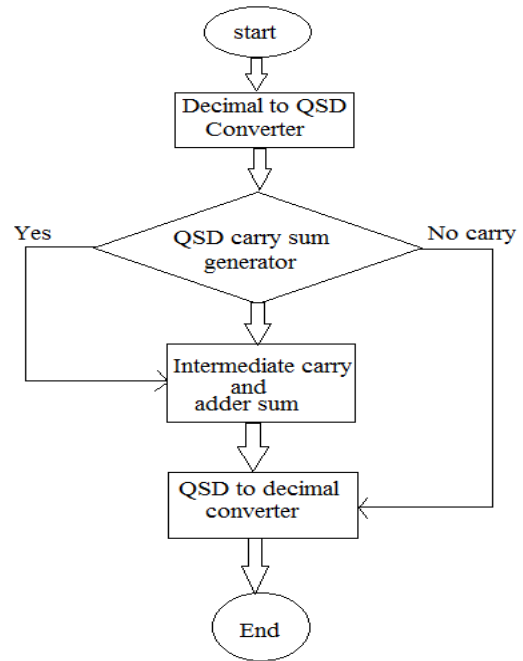 start
Decimal to QSD
Converter
Yes
No carry
QSD carry sum
generator
Intermediate carry
and
adder sum
QSD to decimal
converter
End